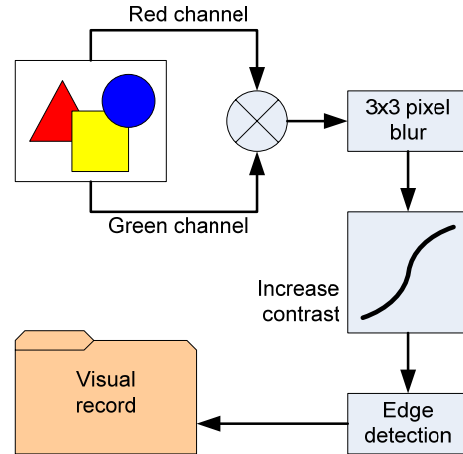 Red channel
3x3 pixel
blur
Green channel
Increase
contrast
Visual
record
Edge
detection